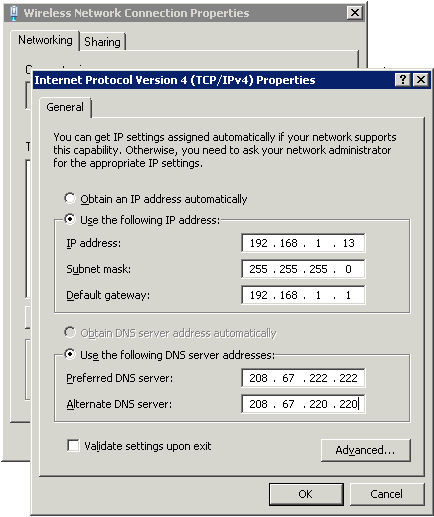 Wireless Network Connection Properties
Networking
Sharing
Internet Protocol Version 4 (TCP/IPv4) Properties
General
You can get IP settings assigned automatically if your network supports
this capability. Otherwise, you need to ask your network administrator
for the appropriate IP settings.
Obtain an IP address automatically
Use the following IP address:
IP address: 192 . 168 . 1 . 13
Subnet mask: 255 . 255 . 255 . 0
Default gateway: 192 . 168 . 1 . 1
Obtain DNS server address automatically
Use the following DNS server addresses:
Preferred DNS server: 208 . 67 . 222 . 222
Alternate DNS server: 208 . 67 . 220 . 220
Validate settings upon exit
Advanced...
OK
Cancel